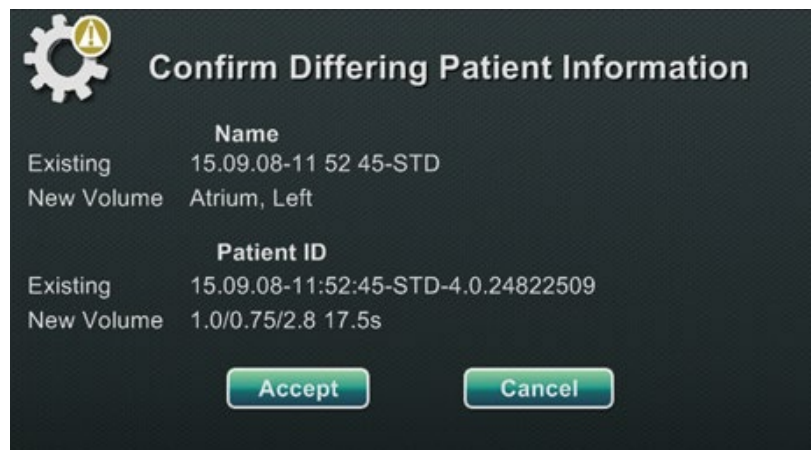 Confirm Differing Patient Information
Name
Existing 15.09.08-11 52 45-STD
New Volume Atrium, Left
Patient ID
Existing 15.09.08-11:52:45-STD-4.0.24822509
New Volume 1.0/0.75/2.8 17.5s
Accept Cancel